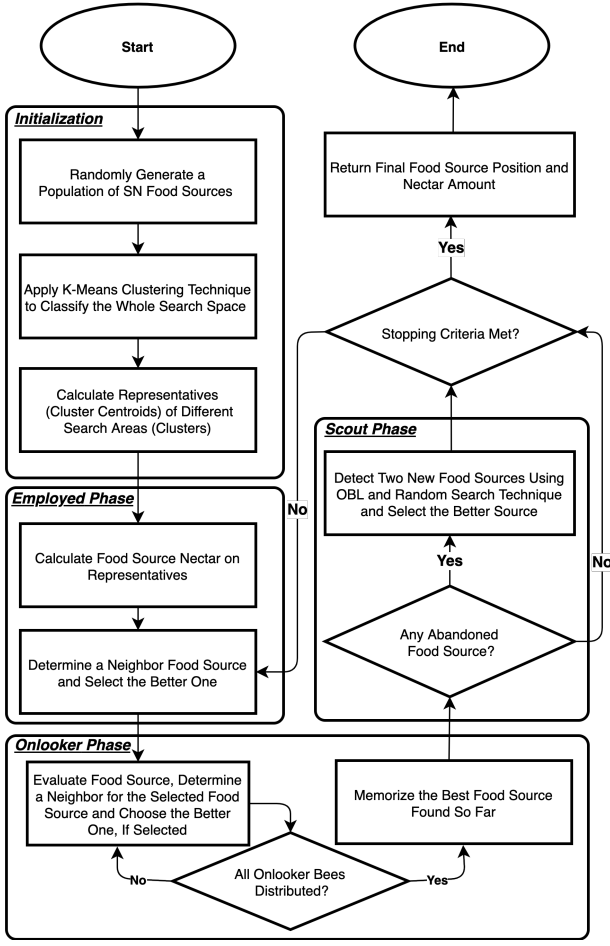 Start
Initialization
Randomly Generate a
Population of SN Food Sources
Apply K-Means Clustering Technique
to Classify the Whole Search Space
Calculate Representatives
(Cluster Centroids) of Different
Search Areas (Clusters)
Employed Phase
Calculate Food Source Nectar on
Representatives
Determine a Neighbor Food Source
and Select the Better One
Onlooker Phase
Evaluate Food Source, Determine
a Neighbor for the Selected Food
Source and Choose the Better
One, If Selected
All Onlooker Bees
Distributed?
No
Yes
Memorize the Best Food Source
Found So Far
Scout Phase
Any Abandoned
Food Source?
Yes
No
Detect Two New Food Sources Using
OBL and Random Search Technique
and Select the Better Source
Stopping Criteria Met?
No
Yes
Return Final Food Source Position and
Nectar Amount
End